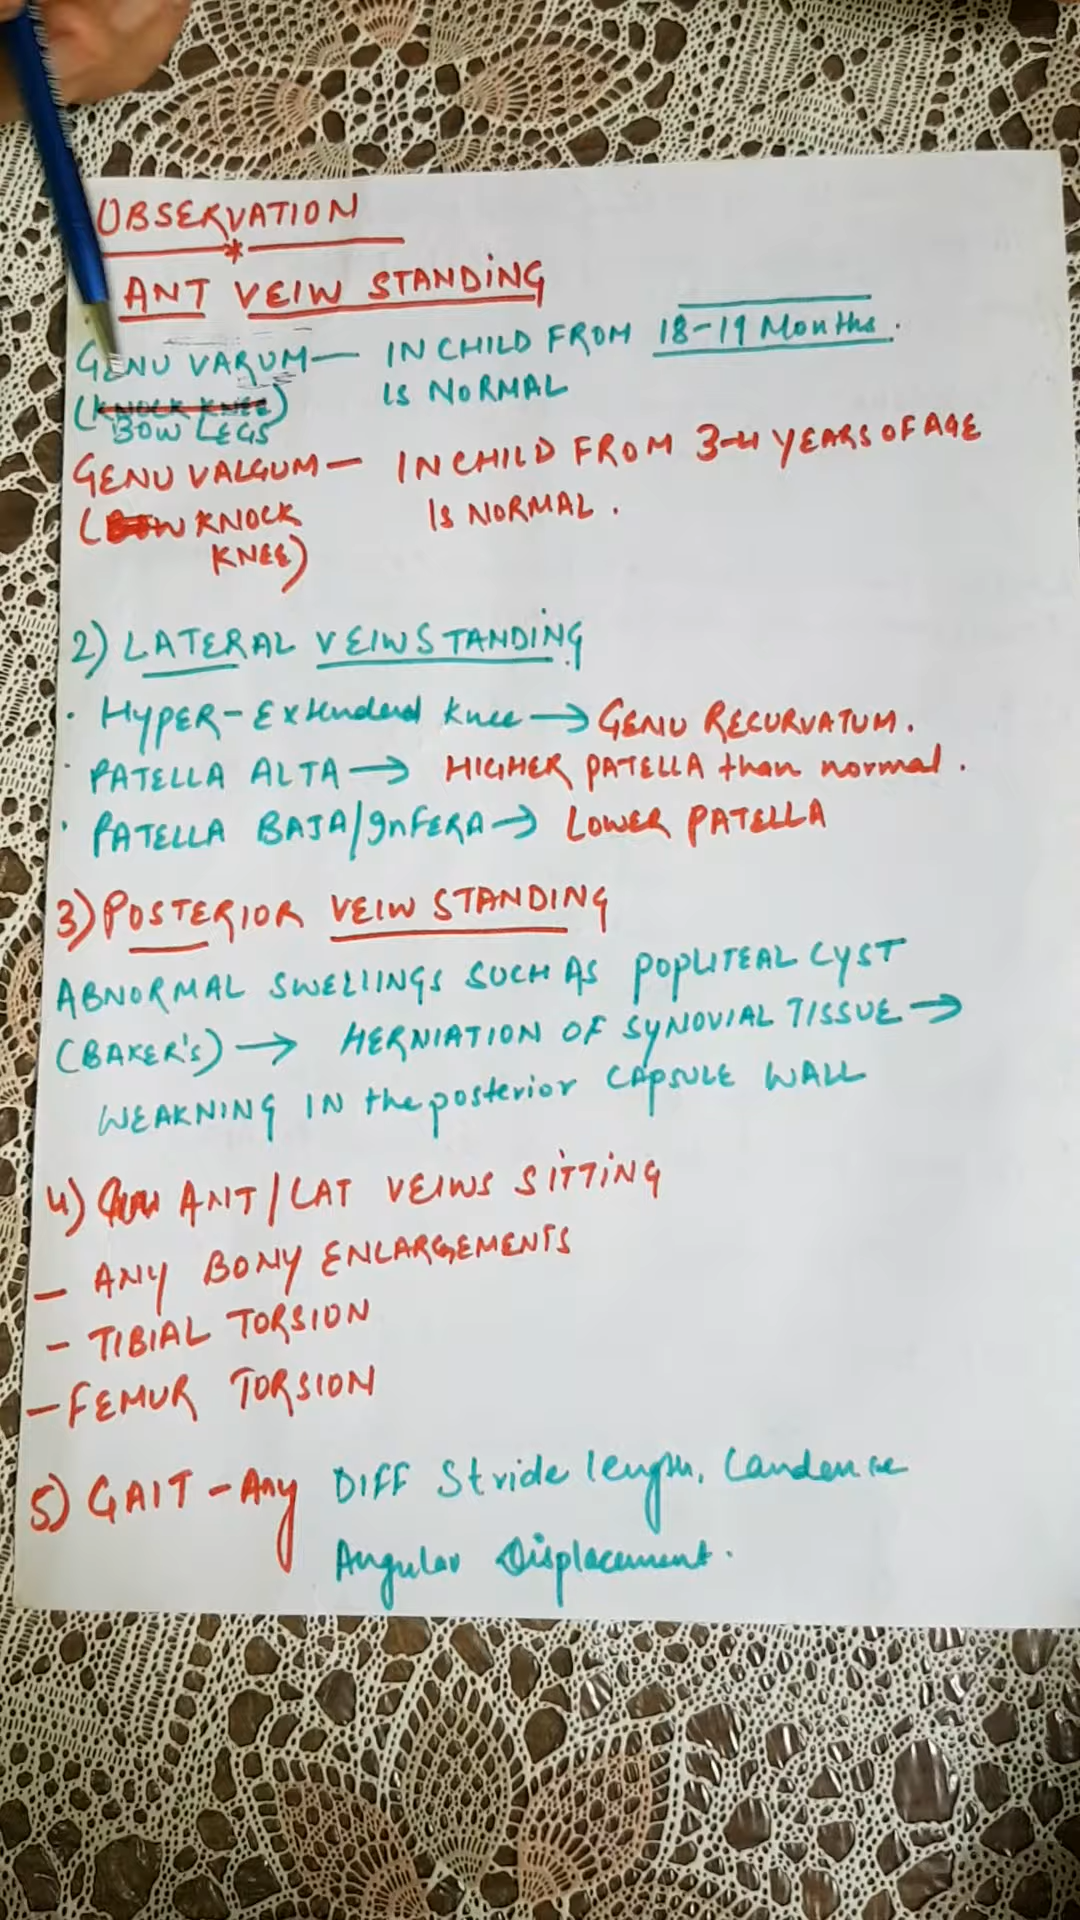 OBSERVATION
ANT VEIW STANDING
GENU VARUM — IN CHILD FROM 18-19 Months.
(KNOCK KNEE) IS NORMAL
BOW LEGS
GENU VALGUM — IN CHILD FROM 3-4 YEARS OF AGE
(BOW KNOCK IS NORMAL.
KNEE)
2) LATERAL VEIW STANDING
· HYPER-Extended knee → GENU RECURVATUM.
· PATELLA ALTA → HIGHER PATELLA than normal.
· PATELLA BAJA/InFERA → LOWER PATELLA
3) POSTERIOR VEIW STANDING
ABNORMAL SWELLINGS SUCH AS POPLITEAL CYST
(BAKER'S) → HERNIATION OF SYNOVIAL TISSUE →
WEAKNING IN the posterior CAPSULE WALL
4) ANT/LAT VEIWS SITTING
- ANY BONY ENLARGEMENTS
- TIBIAL TORSION
- FEMUR TORSION
5) GAIT - Any DIFF Stride length, Candense
Angular Displacement.